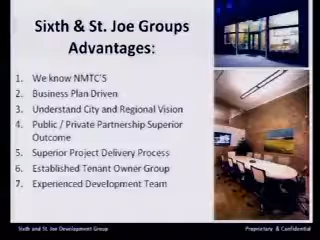 Sixth & St. Joe Groups
Advantages:
1. We know NMTC'S
2. Business Plan Driven
3. Understand City and Regional Vision
4. Public / Private Partnership Superior
Outcome
5. Superior Project Delivery Process
6. Established Tenant Owner Group
7. Experienced Development Team
Sixth and St. Joe Development Group
Proprietary & Confidential